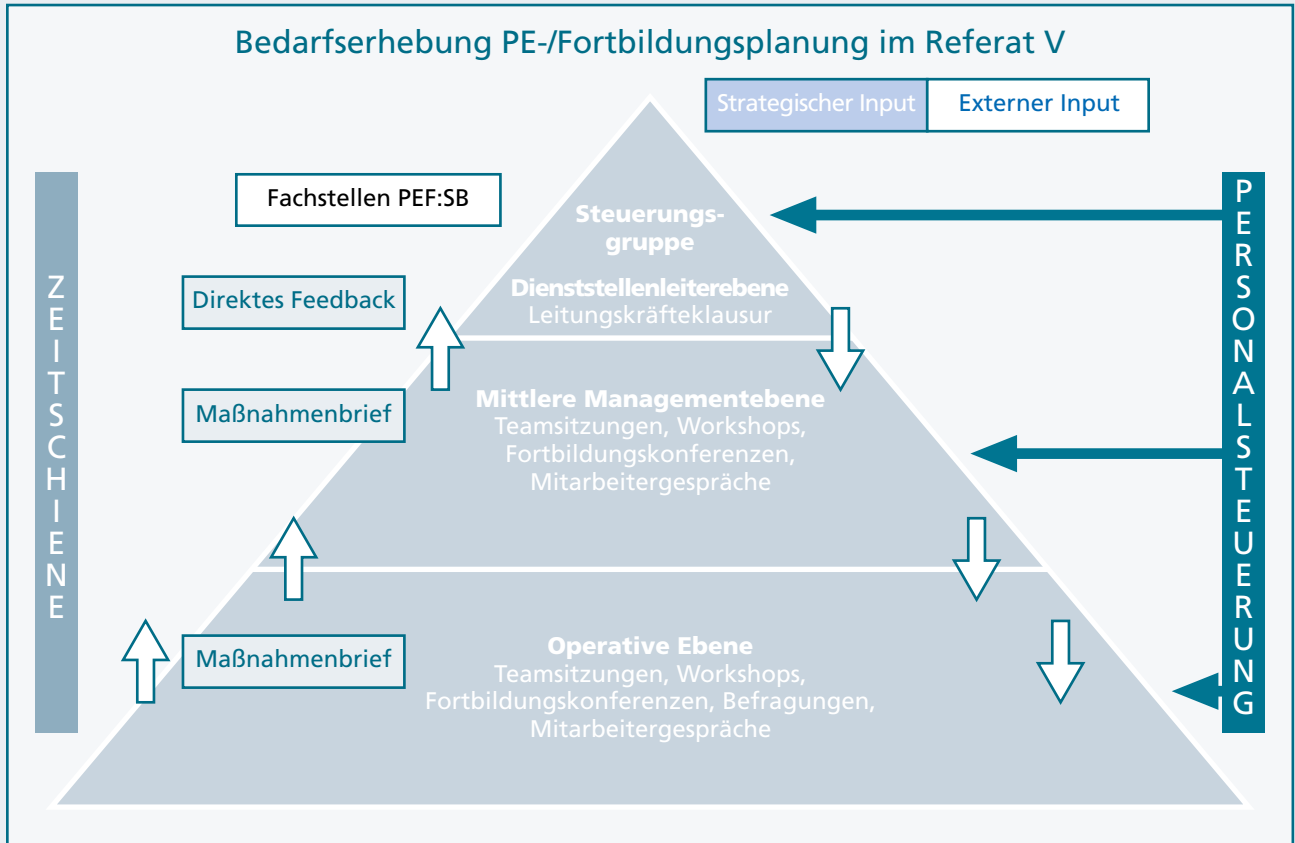 Bedarfserhebung PE-/Fortbildungsplanung im Referat V
Strategischer Input
Externer Input
Fachstellen PEF:SB
Steuerungs-
gruppe
Dienststellenleiterebene
Leitungskräfteklausur
Direktes Feedback
Maßnahmenbrief
Mittlere Managementebene
Teamsitzungen, Workshops,
Fortbildungskonferenzen,
Mitarbeitergespräche
Maßnahmenbrief
Operative Ebene
Teamsitzungen, Workshops,
Fortbildungskonferenzen, Befragungen,
Mitarbeitergespräche
ZEITSCHIENE
PERSONALSTEUERUNG